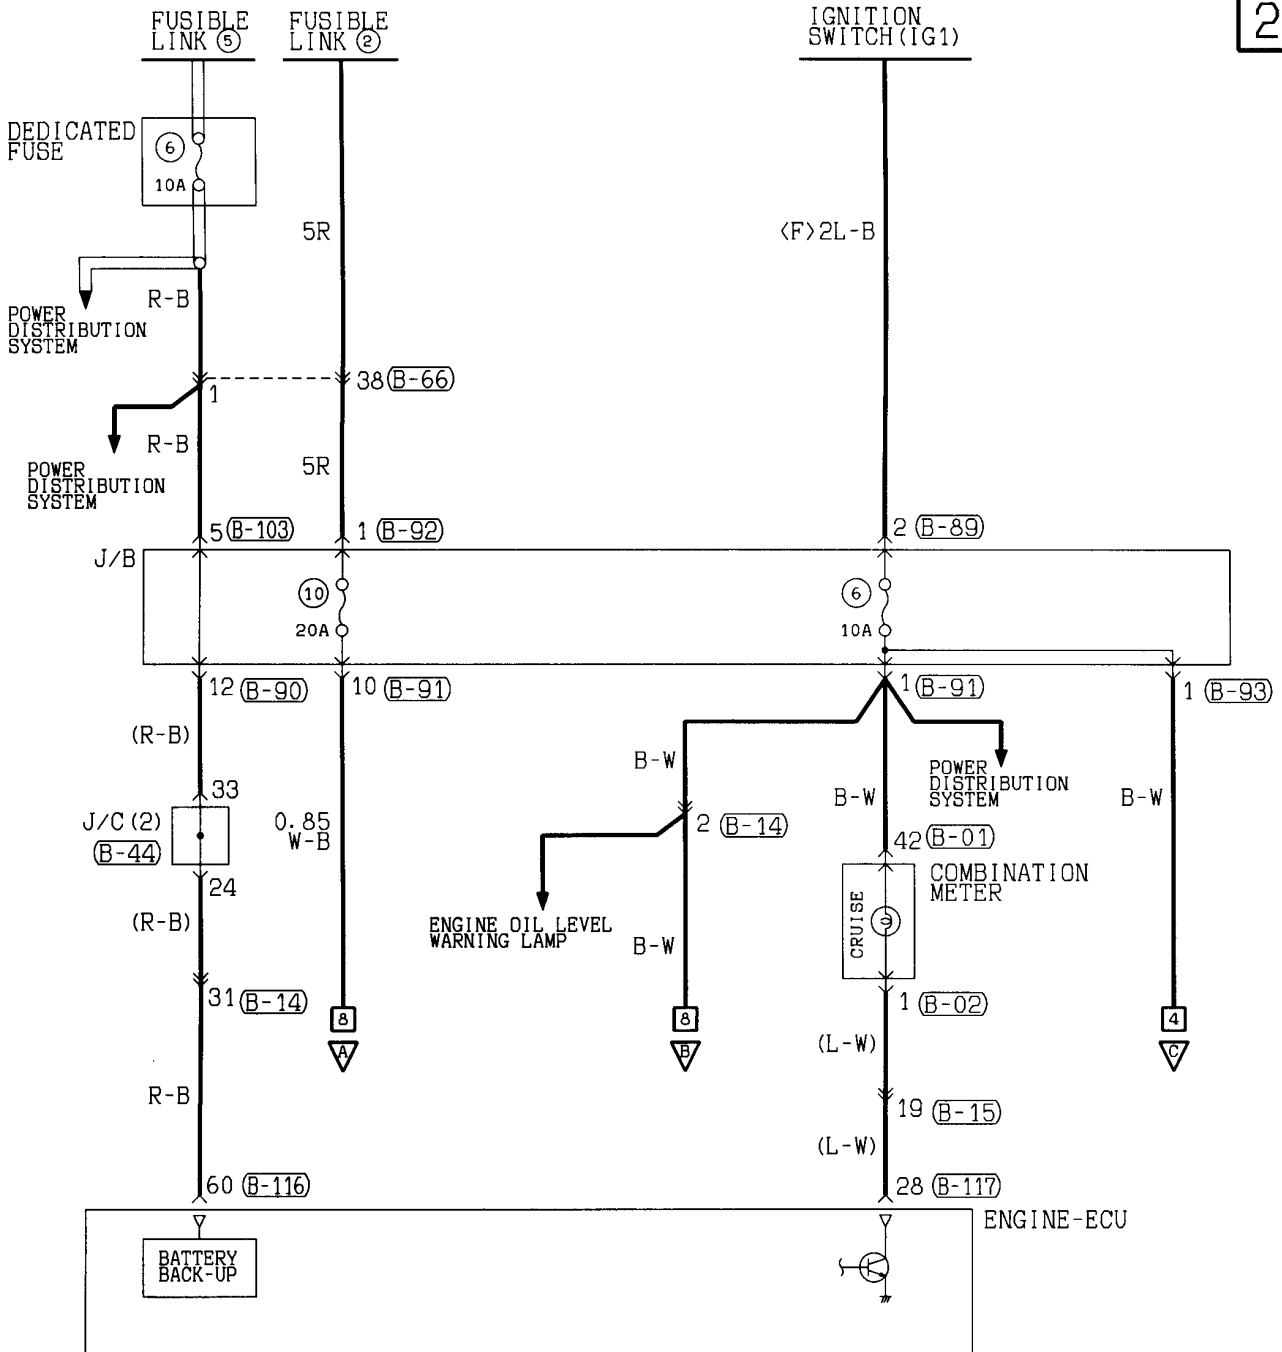 FUSIBLE
LINK ⑤
FUSIBLE
LINK ②
IGNITION
SWITCH(IG1)
2
DEDICATED
FUSE
⑥
10A
5R
<F>2L-B
R-B
POWER
DISTRIBUTION
SYSTEM
1
38 (B-66)
R-B
5R
POWER
DISTRIBUTION
SYSTEM
5 (B-103)
1 (B-92)
2 (B-89)
J/B
⑩
20A
⑥
10A
12 (B-90)
10 (B-91)
1 (B-91)
1 (B-93)
(R-B)
B-W
POWER
DISTRIBUTION
SYSTEM
B-W
B-W
33
J/C(2)
(B-44)
0.85
W-B
2 (B-14)
42 (B-01)
24
COMBINATION
METER
CRUISE
(R-B)
ENGINE OIL LEVEL
WARNING LAMP
B-W
31 (B-14)
1 (B-02)
8
8
4
A
B
C
(L-W)
R-B
19 (B-15)
(L-W)
60 (B-116)
28 (B-117)
ENGINE-ECU
BATTERY
BACK-UP